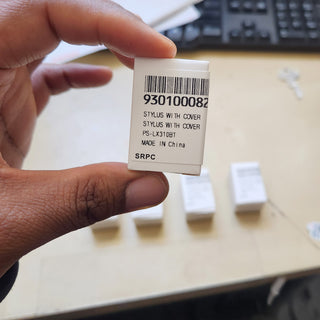 930100082
STYLUS WITH COVER
STYLUS WITH COVER
PS-LX310BT
MADE IN China
SRPC